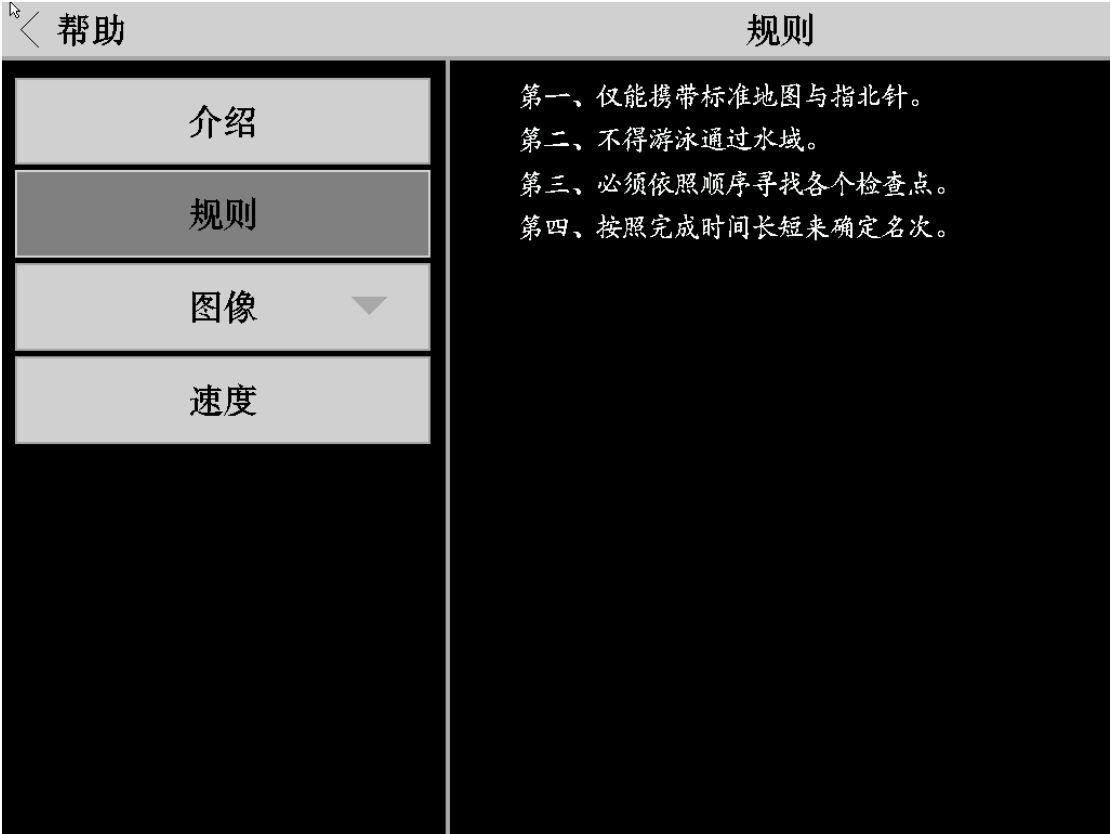 帮助
规则
介绍
规则
图像
速度
第一、仅能携带标准地图与指北针。
第二、不得游泳通过水域。
第三、必须依照顺序寻找各个检查点。
第四、按照完成时间长短来确定名次。